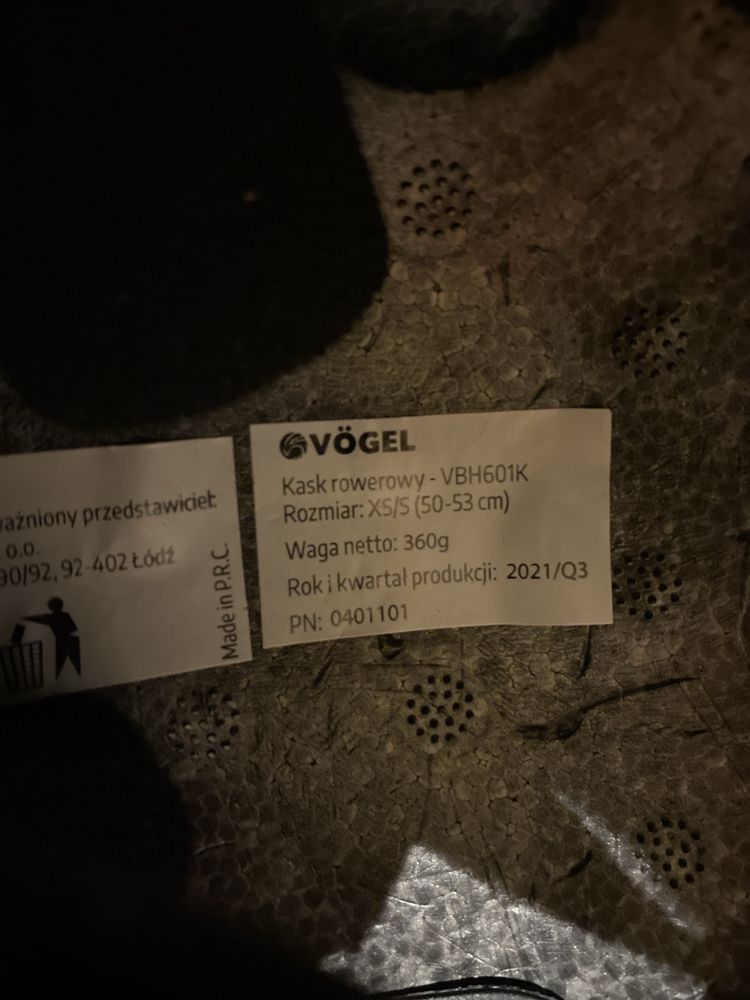 ważniony przedstawiciel:
o.o.
90/92, 92-402 Łódź
Made in P.R.C.
VÖGEL
Kask rowerowy - VBH601K
Rozmiar: XS/S (50-53 cm)
Waga netto: 360g
Rok i kwartał produkcji: 2021/Q3
PN: 0401101